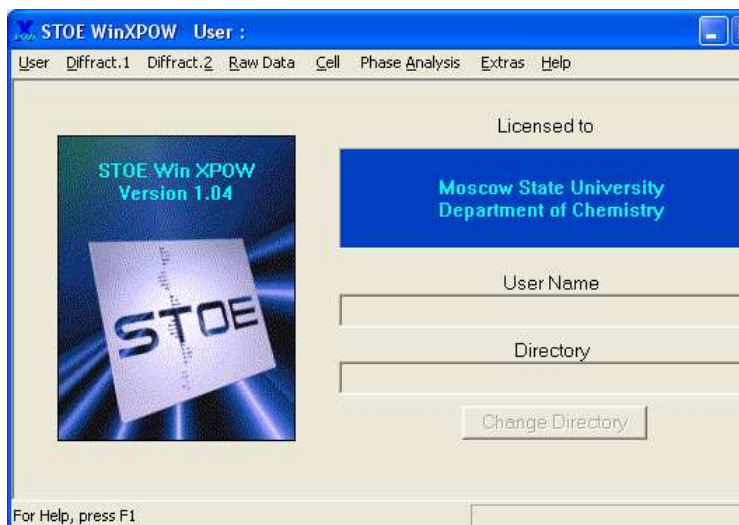 STOE WinXPOW User :
User Diffract.1 Diffract.2 Raw Data Cell Phase Analysis Extras Help
Licensed to
STOE Win XPOW
Version 1.04
Moscow State University
Department of Chemistry
User Name
STOE
Directory
Change Directory
For Help, press F1